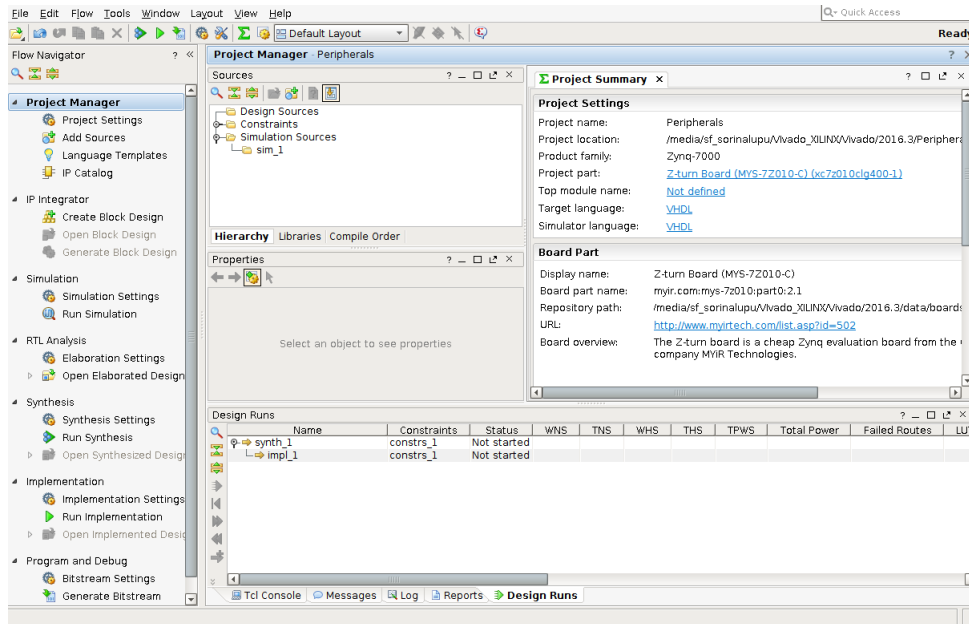 File Edit Flow Tools Window Layout View Help
Quick Access
Default Layout
Ready
Flow Navigator ? «
Project Manager
Project Settings
Add Sources
Language Templates
IP Catalog
IP Integrator
Create Block Design
Open Block Design
Generate Block Design
Simulation
Simulation Settings
Run Simulation
RTL Analysis
Elaboration Settings
Open Elaborated Design
Synthesis
Synthesis Settings
Run Synthesis
Open Synthesized Desig
Implementation
Implementation Settings
Run Implementation
Open Implemented Desig
Program and Debug
Bitstream Settings
Generate Bitstream
Project Manager - Peripherals ?
Sources ?
Design Sources
Constraints
Simulation Sources
sim_1
Hierarchy Libraries Compile Order
Properties ?
Select an object to see properties
Σ Project Summary × ?
Project Settings
Project name: Peripherals
Project location: /media/sf_sorinalupu/Vivado_XILINX/Vivado/2016.3/Periphera
Product family: Zynq-7000
Project part: Z-turn Board (MYS-7Z010-C) (xc7z010clg400-1)
Top module name: Not defined
Target language: VHDL
Simulator language: VHDL
Board Part
Display name: Z-turn Board (MYS-7Z010-C)
Board part name: myir.com:mys-7z010:part0:2.1
Repository path: /media/sf_sorinalupu/Vivado_XILINX/Vivado/2016.3/data/boards
URL: http://www.myirtech.com/list.asp?id=502
Board overview: The Z-turn board is a cheap Zynq evaluation board from the
company MYiR Technologies.
Design Runs ?
Name Constraints Status WNS TNS WHS THS TPWS Total Power Failed Routes LU
synth_1 constrs_1 Not started
impl_1 constrs_1 Not started
Tcl Console Messages Log Reports Design Runs